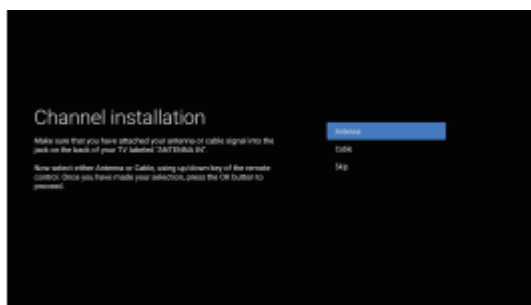 Channel installation
Make sure that you have attached your antenna or cable signal into the
jack on the back of your TV labeled "ANTENNA IN".
Now select either Antenna or Cable, using up/down key of the remote
control. Once you have made your selection, press the OK button to
proceed.
Antenna
Cable
Skip